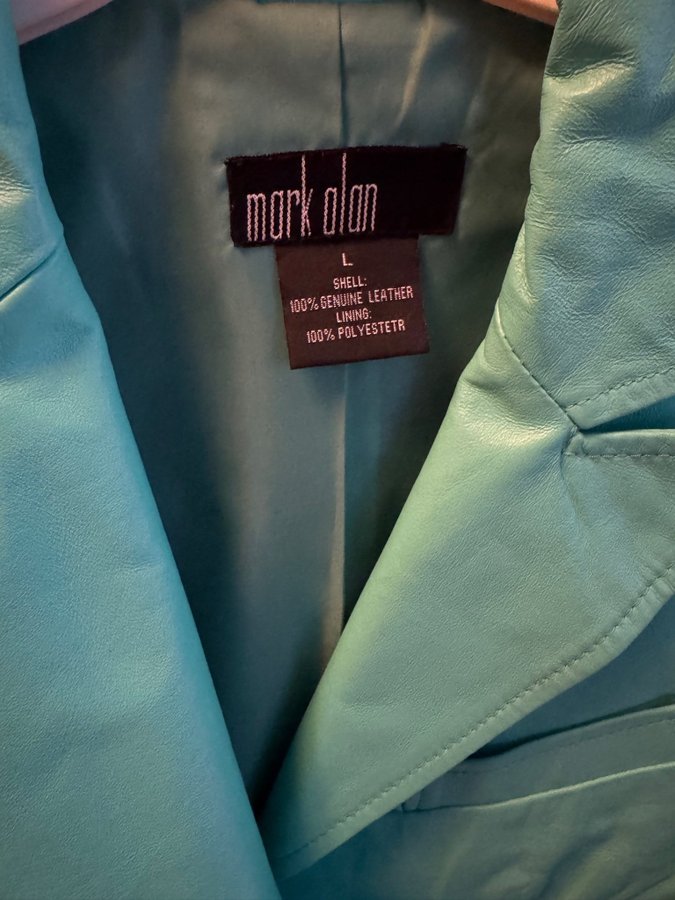 mark alan
L
SHELL:
100% GENUINE LEATHER
LINING:
100% POLYESTETR